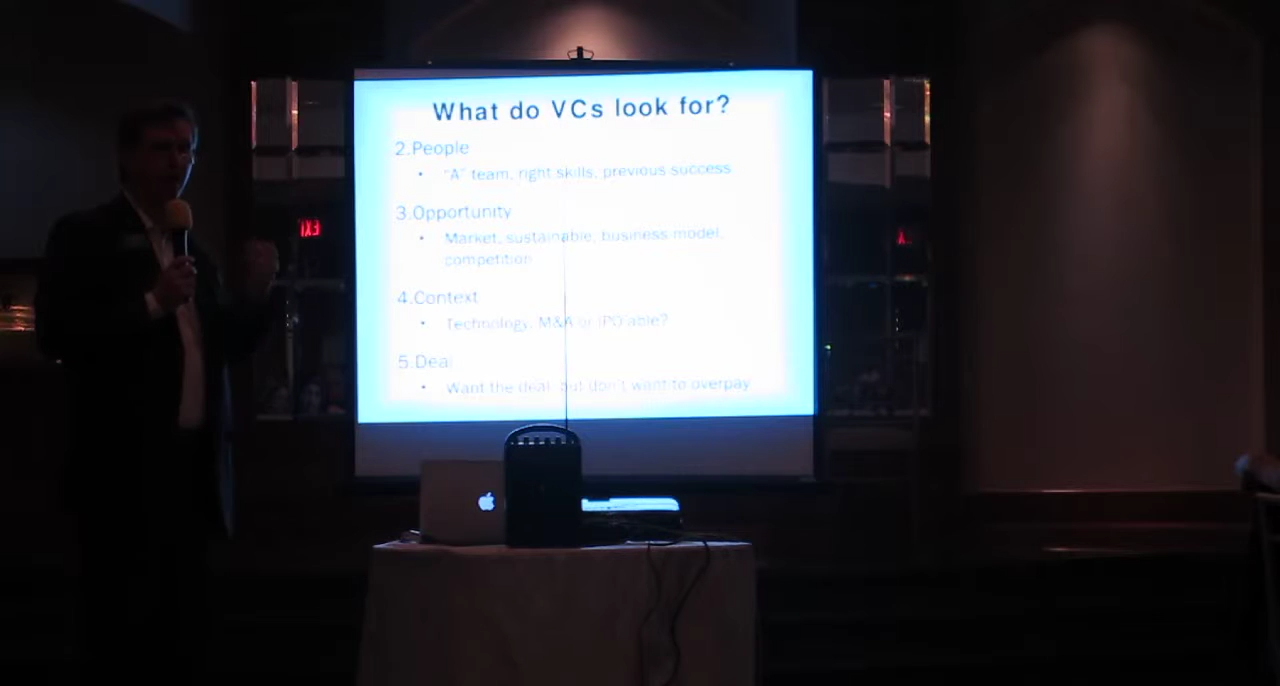 What do VCs look for?
2.People
• "A" team, right skills, previous success
3.Opportunity
• Market, sustainable, business model,
competition
4.Context
• Technology, M&A or IPO'able?
5.Deal
• Want the deal, but don't want to overpay
EXIT